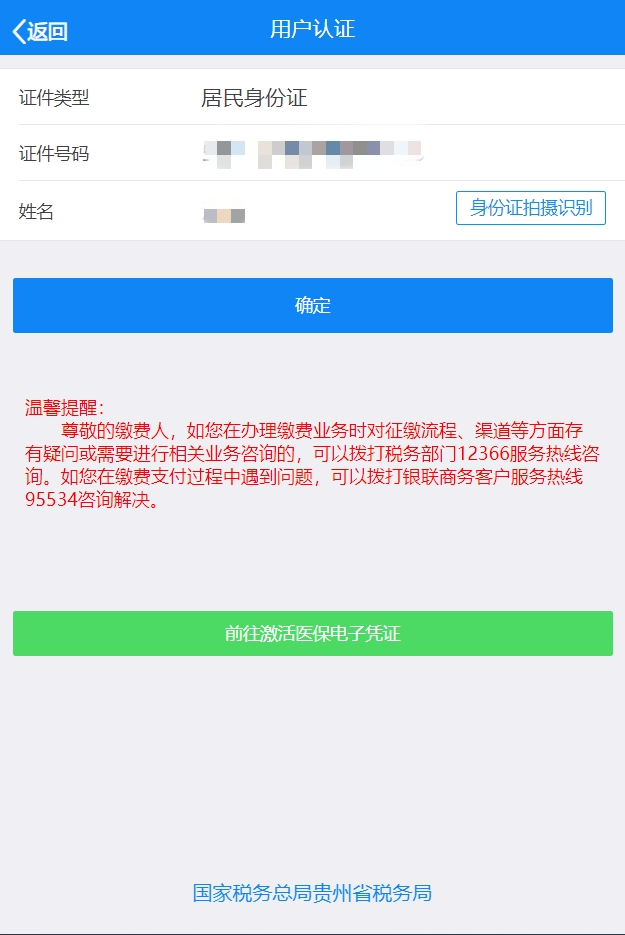 返回
用户认证
证件类型
居民身份证
证件号码
姓名
身份证拍摄识别
确定
温馨提醒：
尊敬的缴费人，如您在办理缴费业务时对征缴流程、渠道等方面存
有疑问或需要进行相关业务咨询的，可以拨打税务部门12366服务热线咨
询。如您在缴费支付过程中遇到问题，可以拨打银联商务客户服务热线
95534咨询解决。
前往激活医保电子凭证
国家税务总局贵州省税务局